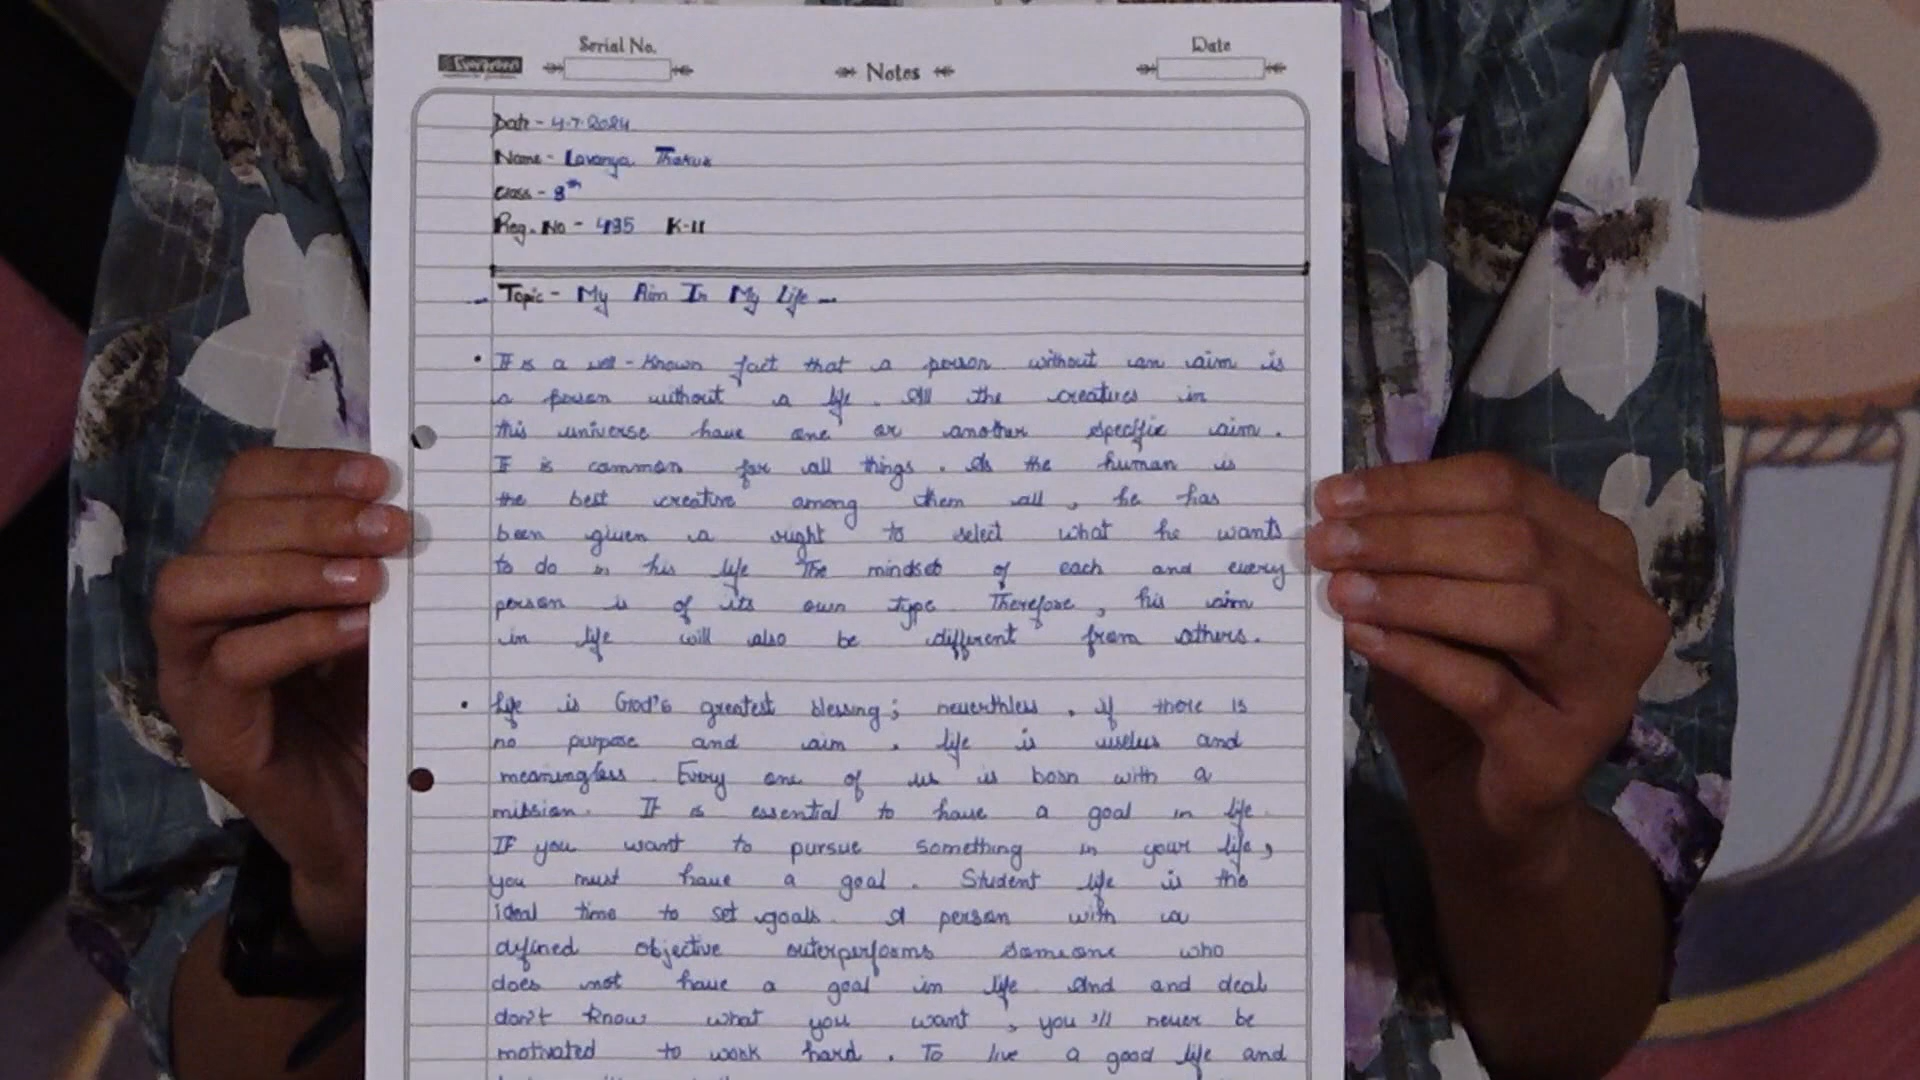 Evergreen
Serial No.
Notes
Date
Date - 4.7.2024
Name - Lavanya Thakur
Class - 8th
Reg. No - 495 K-11
Topic - My Aim In My Life
• It is a well-known fact that a person without an aim is
a person without a life. All the creatures in
this universe have one or another specific aim.
It is common for all things. As the human is
the best creative among them all, he has
been given a right to select what he wants
to do in his life The mindset of each and every
person is of its own type. Therefore, his aim
in life will also be different from others.
• Life is God's greatest blessing; neverthless, if there is
no purpose and aim, life is useless and
meaningless. Every one of us is born with a
mission. It is essential to have a goal in life.
If you want to pursue something in your life,
you must have a goal. Student life is the
ideal time to set goals. A person with a
defined objective outerperforms someone who
does not have a goal in life. And and deal
don't know what you want, you'll never be
motivated to work hard. To live a good life and